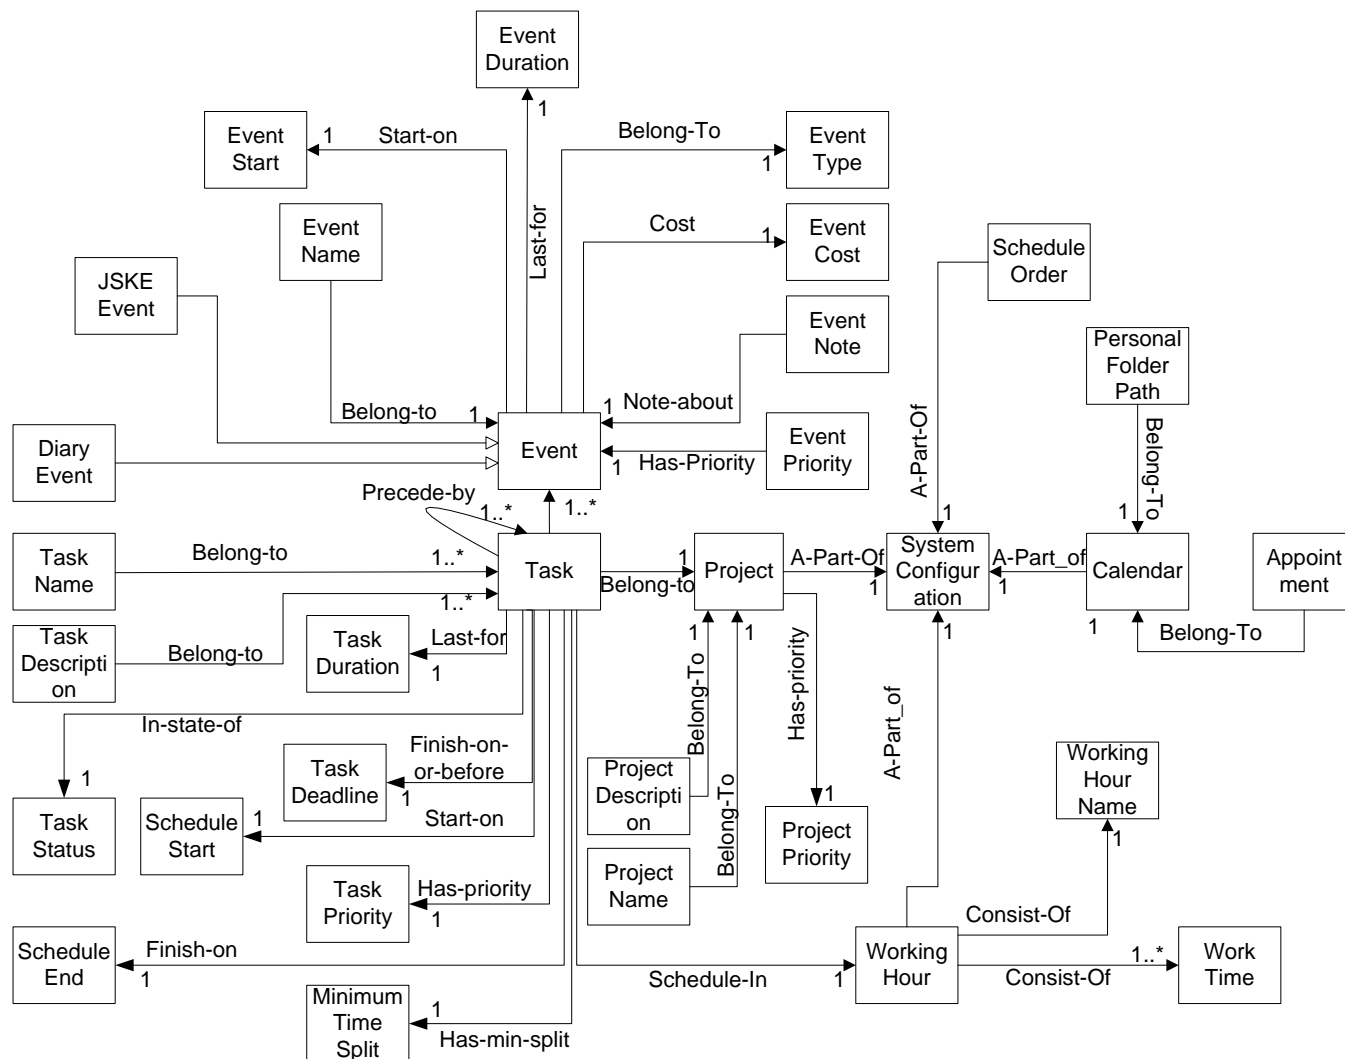 Event
Duration
1
Event
Start
1
Start-on
Belong-To
1
Event
Type
Event
Name
Last-for
Cost
1
Event
Cost
Schedule
Order
JSKE
Event
Event
Note
Personal
Folder
Path
Belong-to
1
1
Note-about
A-Part-Of
Diary
Event
Event
Event
Priority
1
Has-Priority
Belong-To
Precede-by
1..*
1..*
1
1
Task
Name
Belong-to
1..*
Task
1
Belong-to
Project
A-Part-Of
1
System
Configur
ation
A-Part_of
1
Calendar
Appoint
ment
1..*
Task
Descripti
on
Belong-to
Task
Duration
Last-for
1
1
1
1
1
Belong-To
In-state-of
Belong-To
Has-priority
A-Part_of
1
Task
Deadline
Finish-on-
or-before
1
Project
Descripti
on
Belong-To
Working
Hour
Name
Task
Status
Schedule
Start
1
Start-on
1
Project
Priority
1
Task
Priority
Has-priority
1
Project
Name
Consist-Of
Schedule
End
1
Finish-on
Schedule-In
1
Working
Hour
Consist-Of
1..*
Work
Time
Minimum
Time
Split
1
Has-min-split